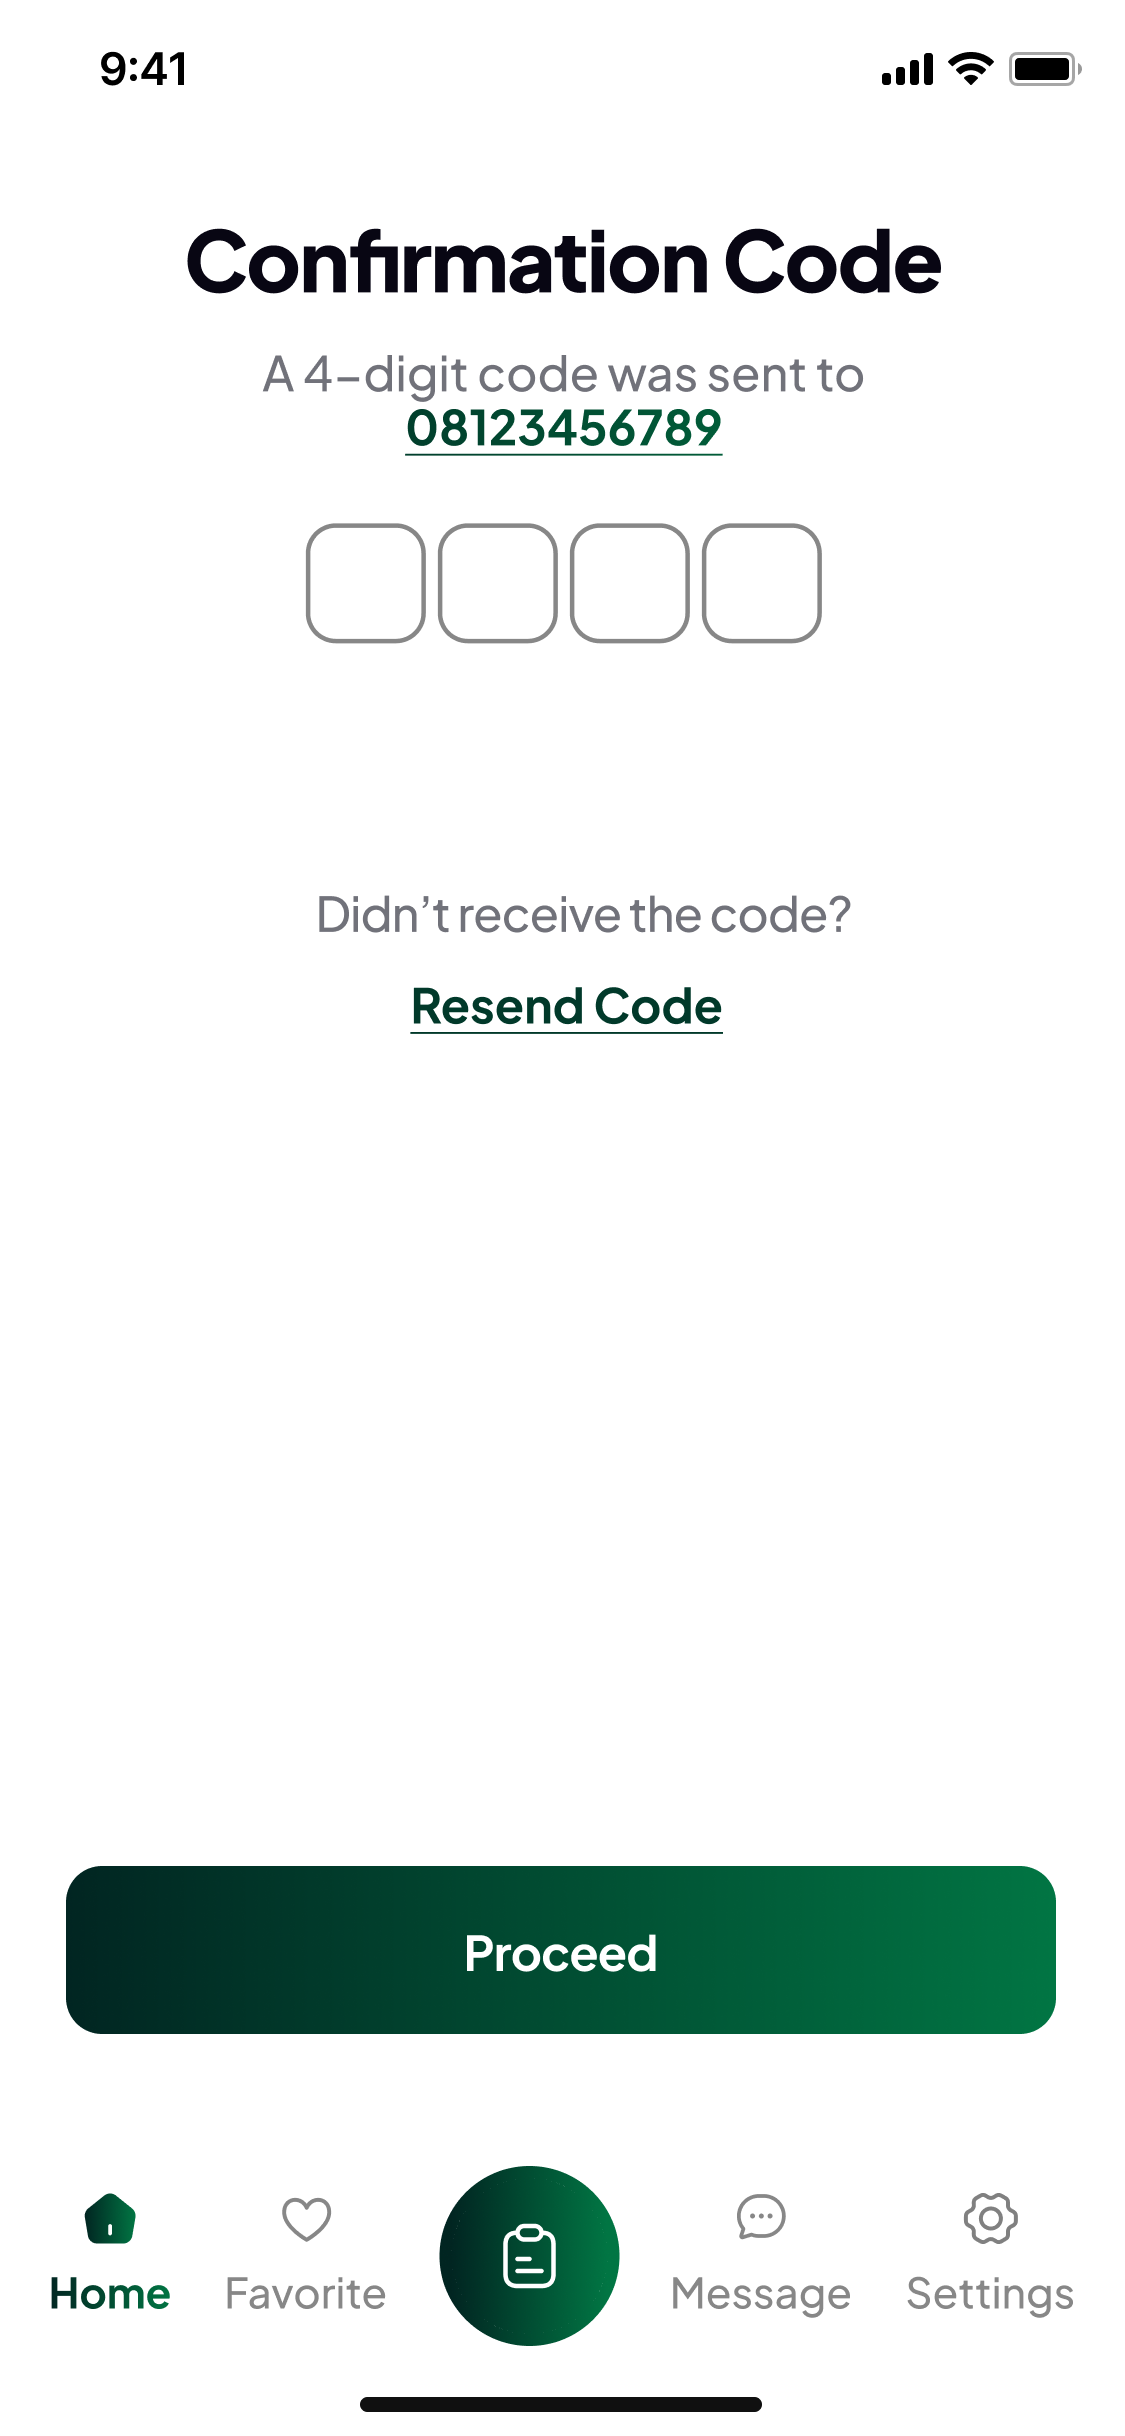 9:41
Confirmation Code
A 4–digit code was sent to
08123456789
Didn’t receive the code?
Resend Code
Proceed
Home Favorite Message Settings